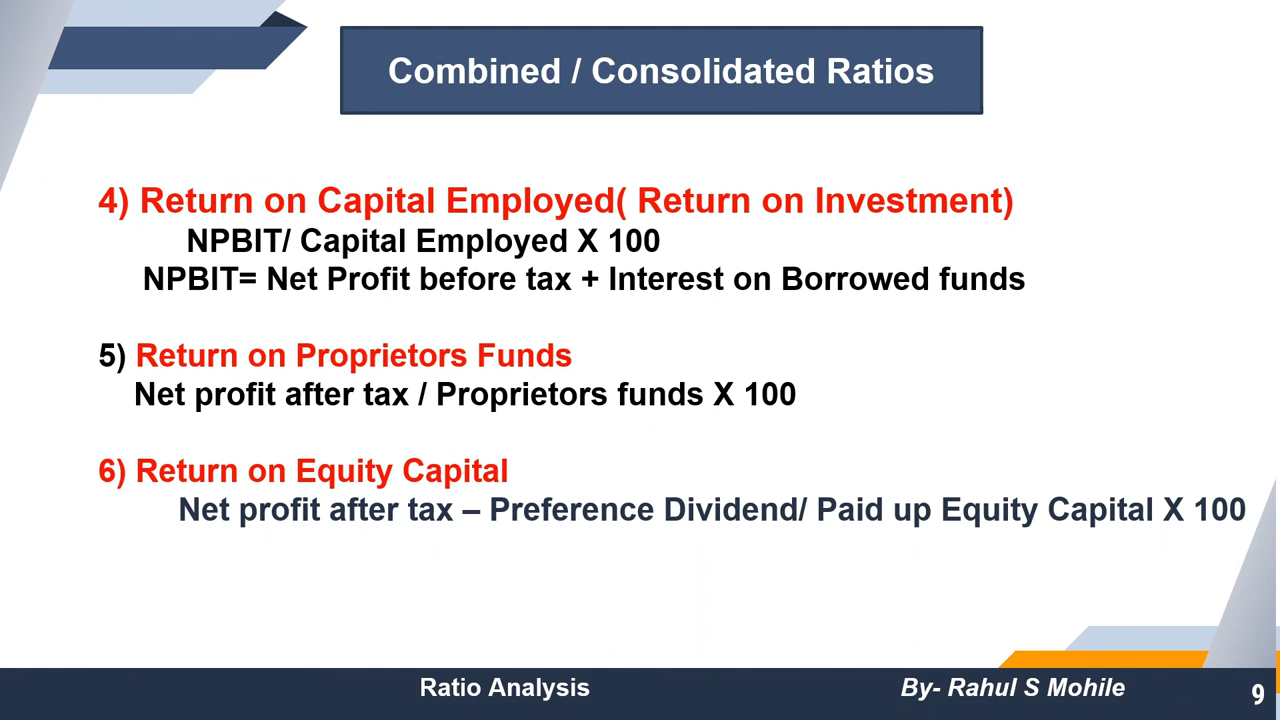 Combined / Consolidated Ratios
4) Return on Capital Employed( Return on Investment)
NPBIT/ Capital Employed X 100
NPBIT= Net Profit before tax + Interest on Borrowed funds
5) Return on Proprietors Funds
Net profit after tax / Proprietors funds X 100
6) Return on Equity Capital
Net profit after tax – Preference Dividend/ Paid up Equity Capital X 100
Ratio Analysis
By- Rahul S Mohile
9